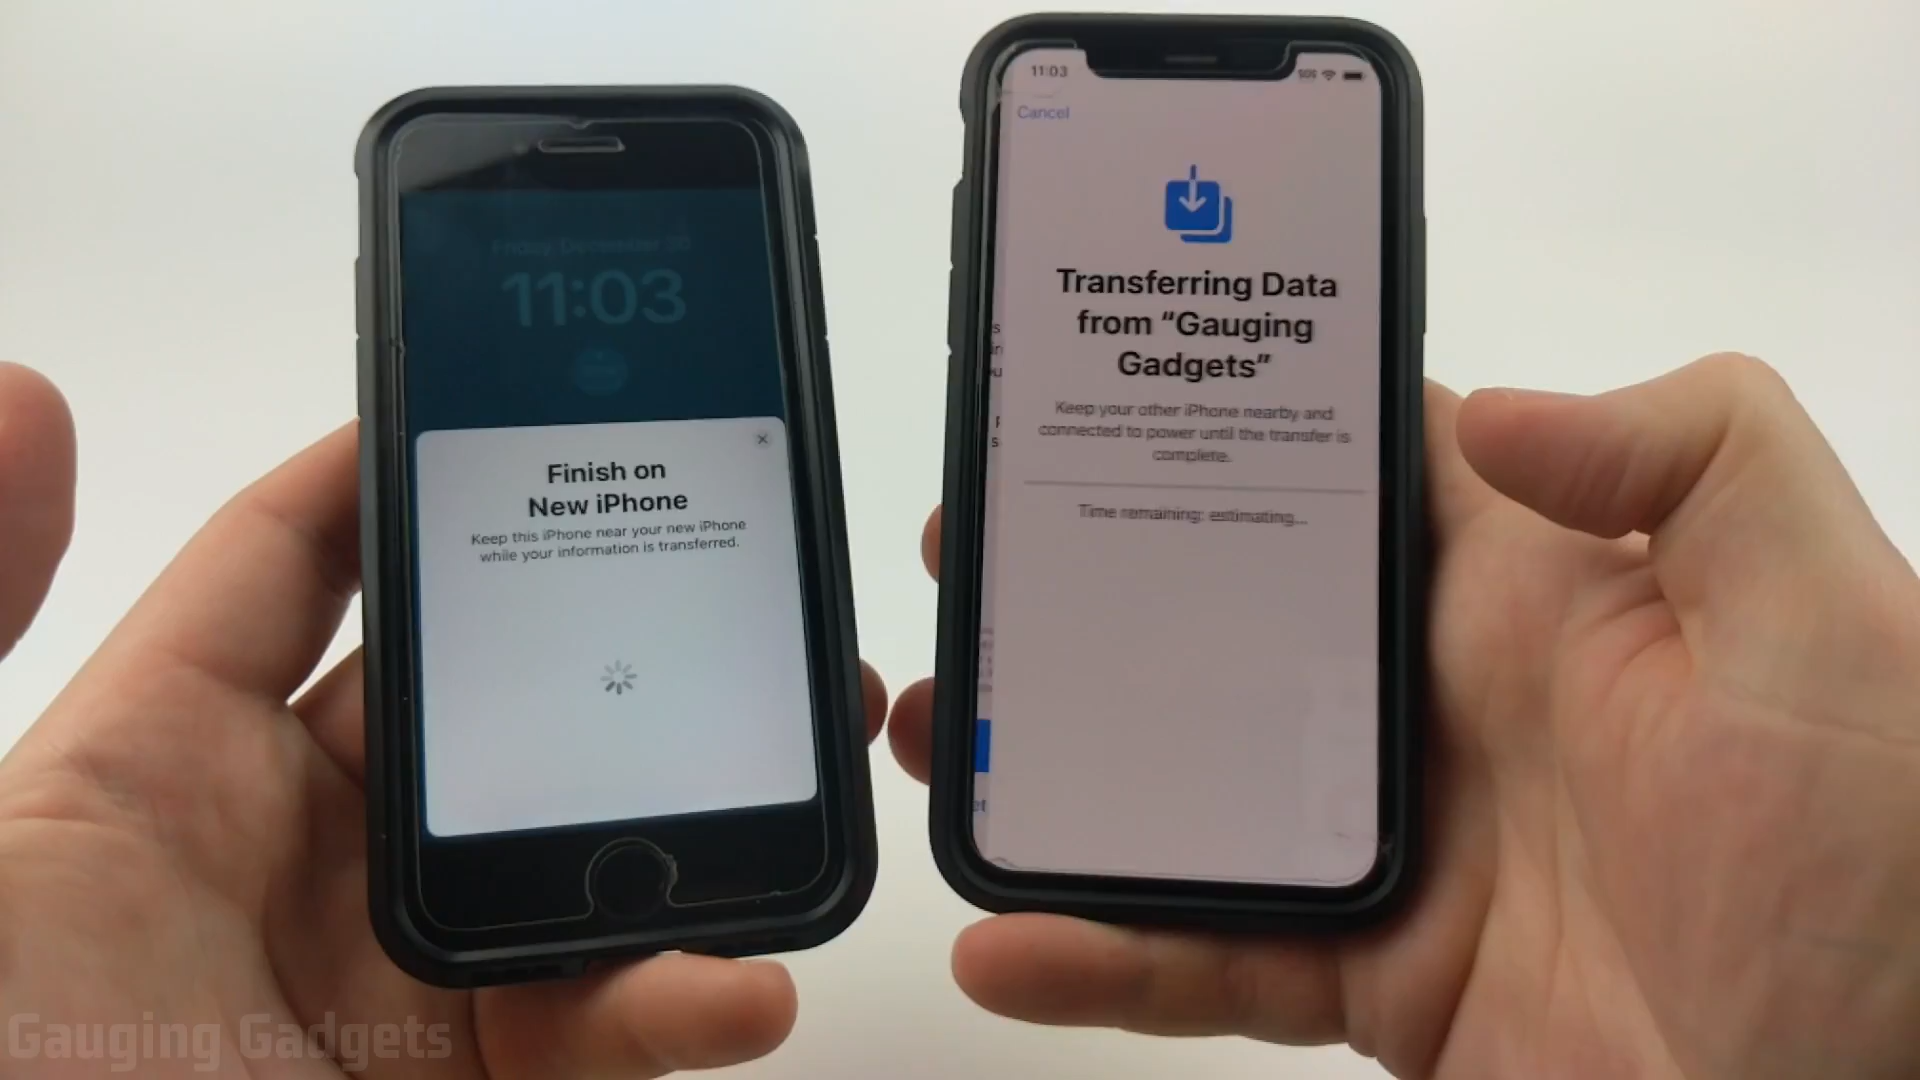 11:03
Finish on
New iPhone
Keep this iPhone near your new iPhone
while your information is transferred.
11:03
SOS
Cancel
Transferring Data
from “Gauging
Gadgets”
Keep your other iPhone nearby and
connected to power until the transfer is
complete.
Time remaining: estimating...
Gauging Gadgets